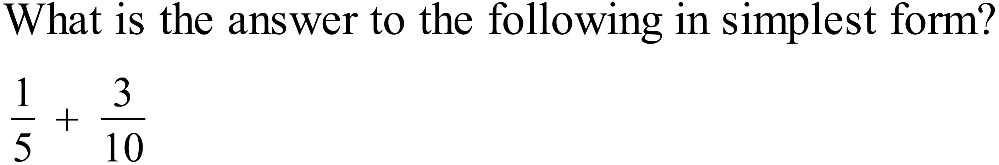 What is the answer to the following in simplest form?
1/5 + 3/10